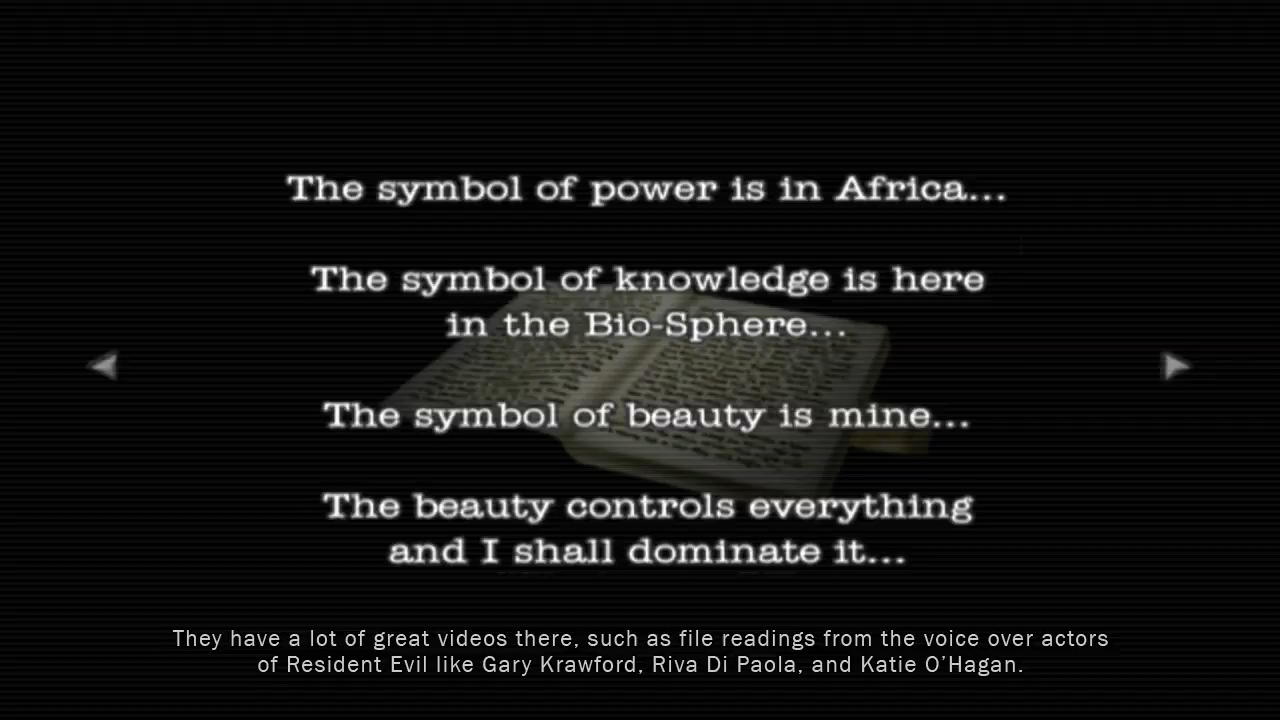 The symbol of power is in Africa...
The symbol of knowledge is here
in the Bio-Sphere...
The symbol of beauty is mine...
The beauty controls everything
and I shall dominate it...
They have a lot of great videos there, such as file readings from the voice over actors
of Resident Evil like Gary Krawford, Riva Di Paola, and Katie O’Hagan.